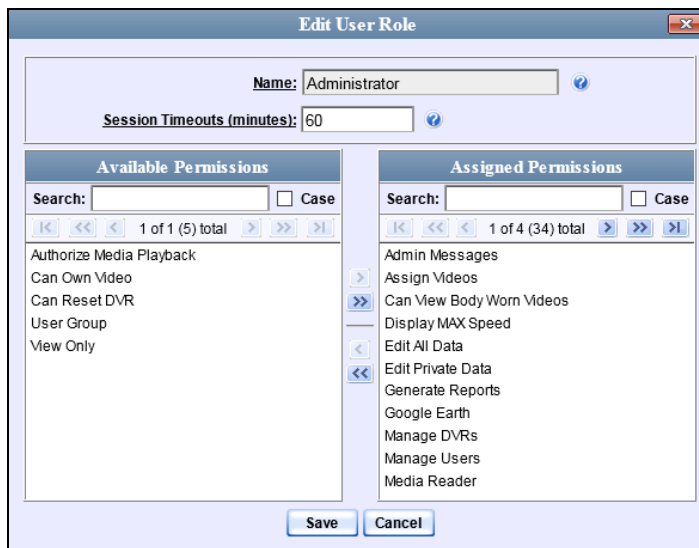 Edit User Role
Name: Administrator
Session Timeouts (minutes): 60
Available Permissions
Search: Case
1 of 1 (5) total
Authorize Media Playback
Can Own Video
Can Reset DVR
User Group
View Only
Assigned Permissions
Search: Case
1 of 4 (34) total
Admin Messages
Assign Videos
Can View Body Worn Videos
Display MAX Speed
Edit All Data
Edit Private Data
Generate Reports
Google Earth
Manage DVRs
Manage Users
Media Reader
Save Cancel